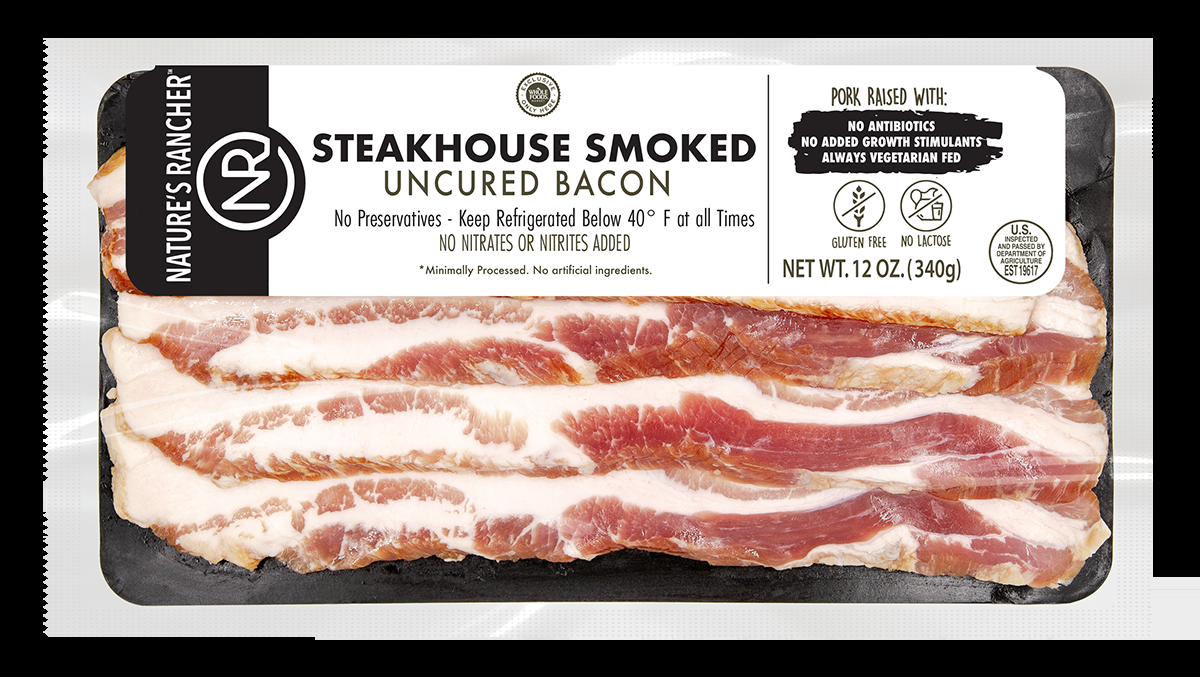 NATURE'S RANCHER™
NR
EXCLUSIVE
WHOLE
FOODS
MARKET
ONLY HERE
STEAKHOUSE SMOKED
UNCURED BACON
No Preservatives - Keep Refrigerated Below 40° F at all Times
NO NITRATES OR NITRITES ADDED
*Minimally Processed. No artificial ingredients.
PORK RAISED WITH:
NO ANTIBIOTICS
NO ADDED GROWTH STIMULANTS
ALWAYS VEGETARIAN FED
GLUTEN FREE
NO LACTOSE
NET WT. 12 OZ. (340g)
U.S.
INSPECTED
AND PASSED BY
DEPARTMENT OF
AGRICULTURE
EST 19617